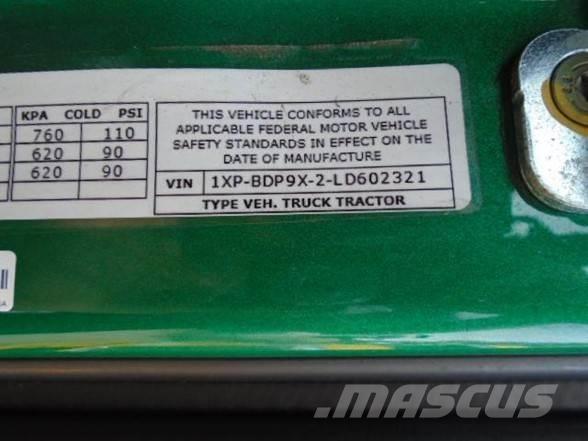 KPA COLD PSI
760 110
620 90
620 90
THIS VEHICLE CONFORMS TO ALL
APPLICABLE FEDERAL MOTOR VEHICLE
SAFETY STANDARDS IN EFFECT ON THE
DATE OF MANUFACTURE
VIN 1XP-BDP9X-2-LD602321
TYPE VEH. TRUCK TRACTOR
MASCUS